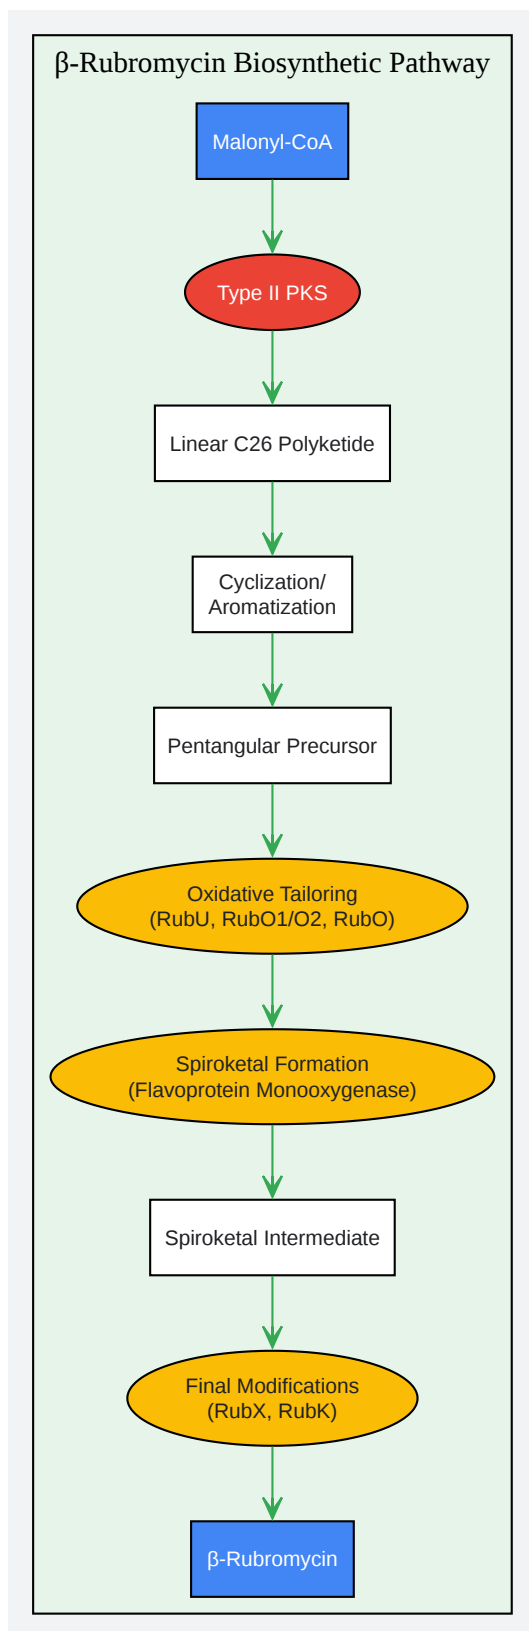 β-Rubromycin Biosynthetic Pathway
Malonyl-CoA
Type II PKS
Linear C26 Polyketide
Cyclization/
Aromatization
Pentangular Precursor
Oxidative Tailoring
(RubU, RubO1/O2, RubO)
Spiroketal Formation
(Flavoprotein Monooxygenase)
Spiroketal Intermediate
Final Modifications
(RubX, RubK)
β-Rubromycin